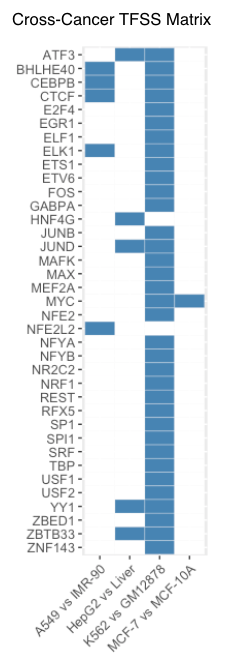 Cross-Cancer TFSS Matrix
ATF3
BHLHE40
CEBPB
CTCF
E2F4
EGR1
ELF1
ELK1
ETS1
ETV6
FOS
GABPA
HNF4G
JUNB
JUND
MAFK
MAX
MEF2A
MYC
NFE2
NFE2L2
NFYA
NFYB
NR2C2
NRF1
REST
RFX5
SP1
SPI1
SRF
TBP
USF1
USF2
YY1
ZBED1
ZBTB33
ZNF143
A549 vs IMR-90
HepG2 vs Liver
K562 vs GM12878
MCF-7 vs MCF-10A